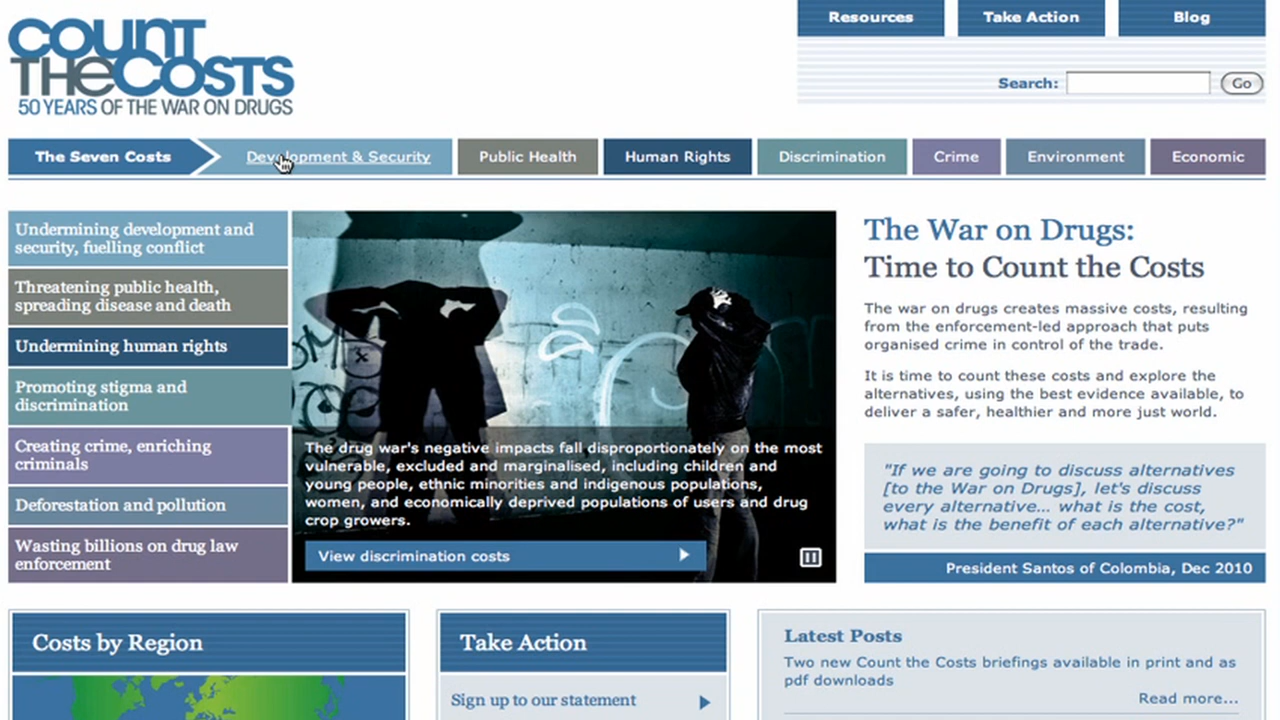 COUNT
THE COSTS
50 YEARS OF THE WAR ON DRUGS
Resources
Take Action
Blog
Search:
Go
The Seven Costs
Development & Security
Public Health
Human Rights
Discrimination
Crime
Environment
Economic
Undermining development and
security, fuelling conflict
Threatening public health,
spreading disease and death
Undermining human rights
Promoting stigma and
discrimination
Creating crime, enriching
criminals
Deforestation and pollution
Wasting billions on drug law
enforcement
The drug war's negative impacts fall disproportionately on the most
vulnerable, excluded and marginalised, including children and
young people, ethnic minorities and indigenous populations,
women, and economically deprived populations of users and drug
crop growers.
View discrimination costs
The War on Drugs:
Time to Count the Costs
The war on drugs creates massive costs, resulting
from the enforcement-led approach that puts
organised crime in control of the trade.
It is time to count these costs and explore the
alternatives, using the best evidence available, to
deliver a safer, healthier and more just world.
"If we are going to discuss alternatives
[to the War on Drugs], let's discuss
every alternative... what is the cost,
what is the benefit of each alternative?"
President Santos of Colombia, Dec 2010
Costs by Region
Take Action
Sign up to our statement
Latest Posts
Two new Count the Costs briefings available in print and as
pdf downloads
Read more...